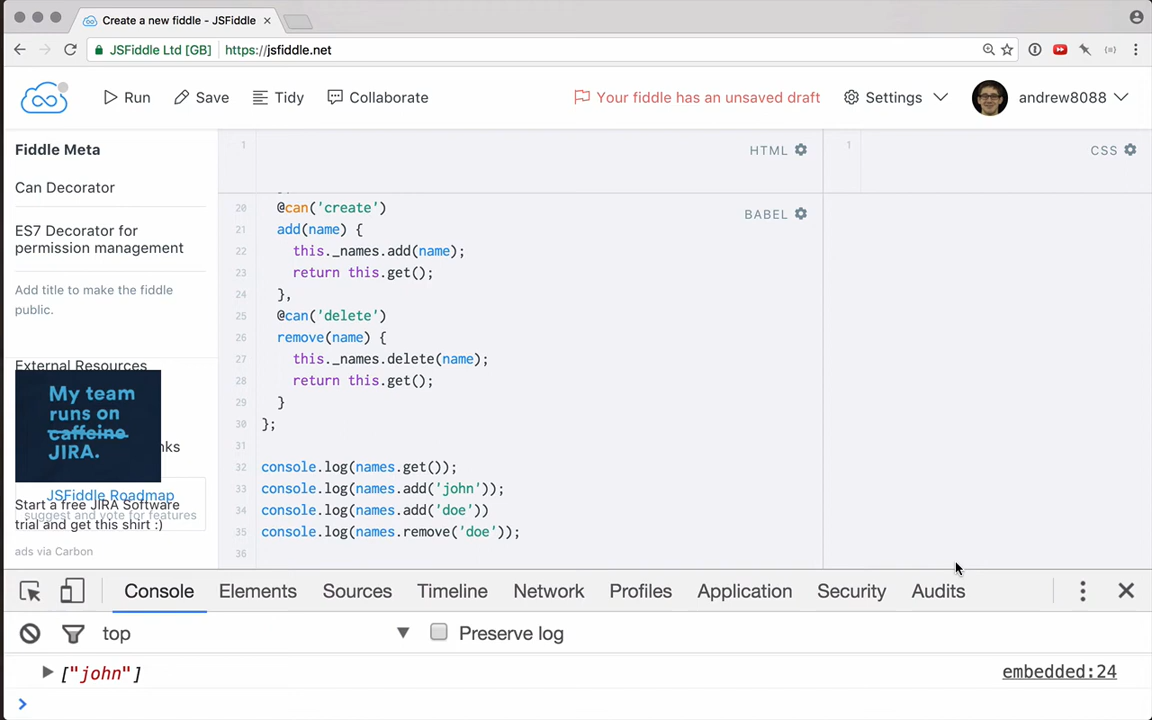 Create a new fiddle - JSFiddle
JSFiddle Ltd [GB] https://jsfiddle.net
Run Save Tidy Collaborate Your fiddle has an unsaved draft Settings andrew8088
Fiddle Meta
Can Decorator
ES7 Decorator for
permission management
Add title to make the fiddle
public.
External Resources
My team
runs on
caffeine
JIRA.
nks
JSFiddle Roadmap
suggest and vote for features
Start a free JIRA Software
trial and get this shirt :)
ads via Carbon
1 HTML
1 CSS
BABEL
20 @can('create')
21 add(name) {
22 this._names.add(name);
23 return this.get();
24 },
25 @can('delete')
26 remove(name) {
27 this._names.delete(name);
28 return this.get();
29 }
30 };
31
32 console.log(names.get());
33 console.log(names.add('john'));
34 console.log(names.add('doe'))
35 console.log(names.remove('doe'));
36
Console Elements Sources Timeline Network Profiles Application Security Audits
top Preserve log
["john"] embedded:24